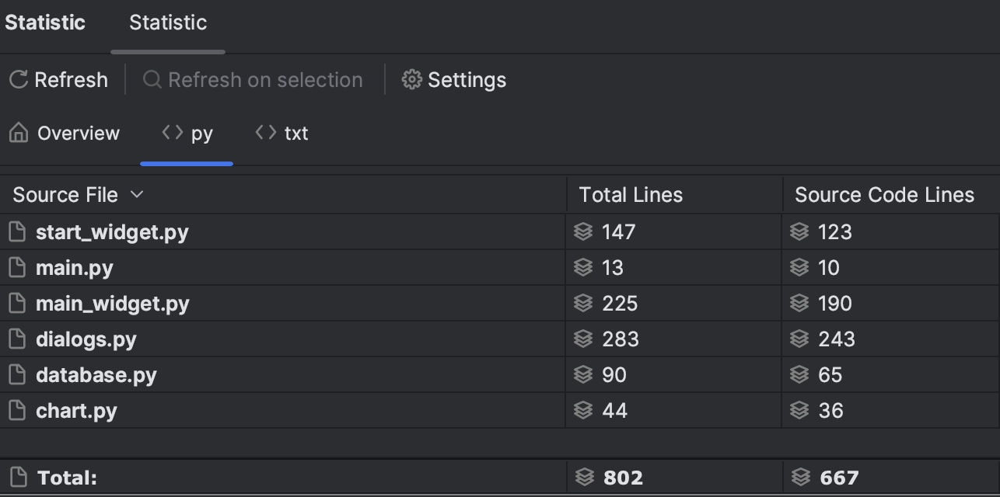 Statistic Statistic
Refresh Refresh on selection Settings
Overview py txt
Source File Total Lines Source Code Lines
start_widget.py 147 123
main.py 13 10
main_widget.py 225 190
dialogs.py 283 243
database.py 90 65
chart.py 44 36
Total: 802 667